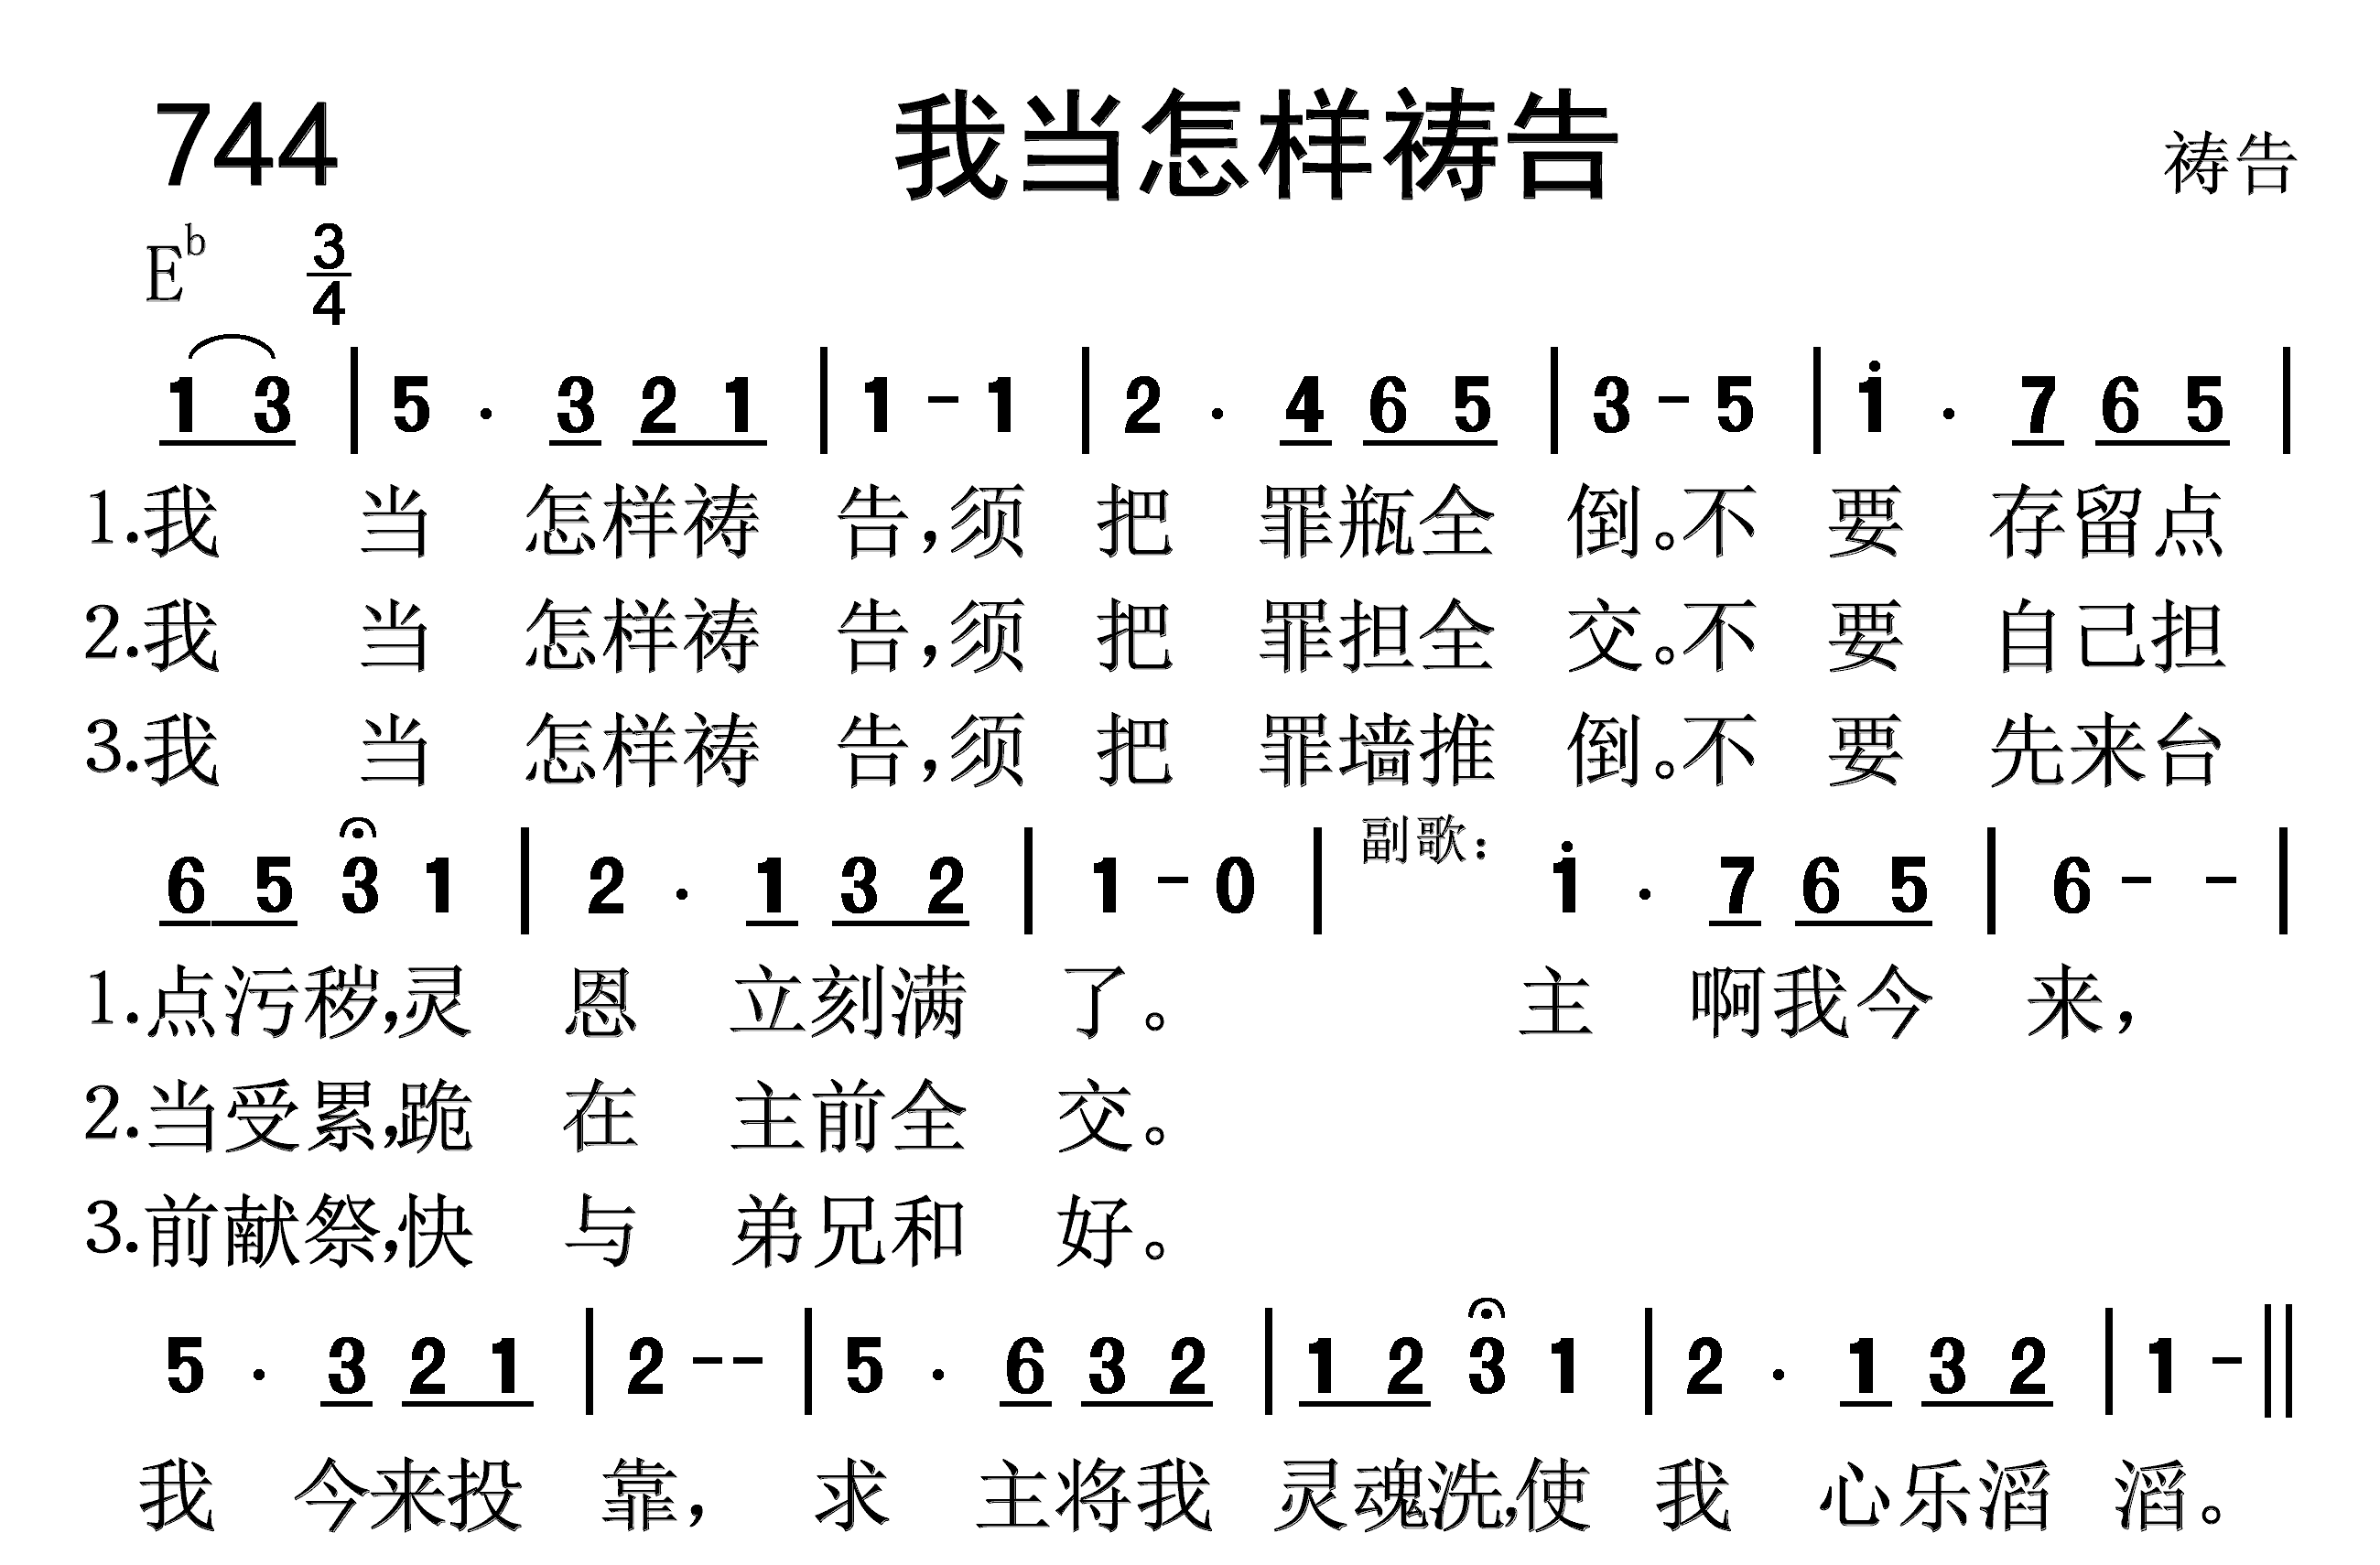 744 我当怎样祷告 祷告
E♭ 3/4
1 3 | 5 · 3 2 1 | 1 - 1 | 2 · 4 6 5 | 3 - 5 | i · 7 6 5 |
1.我 当 怎样祷 告,须 把 罪瓶全 倒。不 要 存留点
2.我 当 怎样祷 告,须 把 罪担全 交。不 要 自己担
3.我 当 怎样祷 告,须 把 罪墙推 倒。不 要 先来台
6 5 3 1 | 2 · 1 3 2 | 1 - 0 | 副歌: i · 7 6 5 | 6 - - |
1.点污秽,灵 恩 立刻满 了。 主 啊我今 来,
2.当受累,跪 在 主前全 交。
3.前献祭,快 与 弟兄和 好。
5 · 3 2 1 | 2 - - | 5 · 6 3 2 | 1 2 3 1 | 2 · 1 3 2 | 1 - ||
我 今来投 靠, 求 主将我 灵魂洗,使 我 心乐滔 滔。